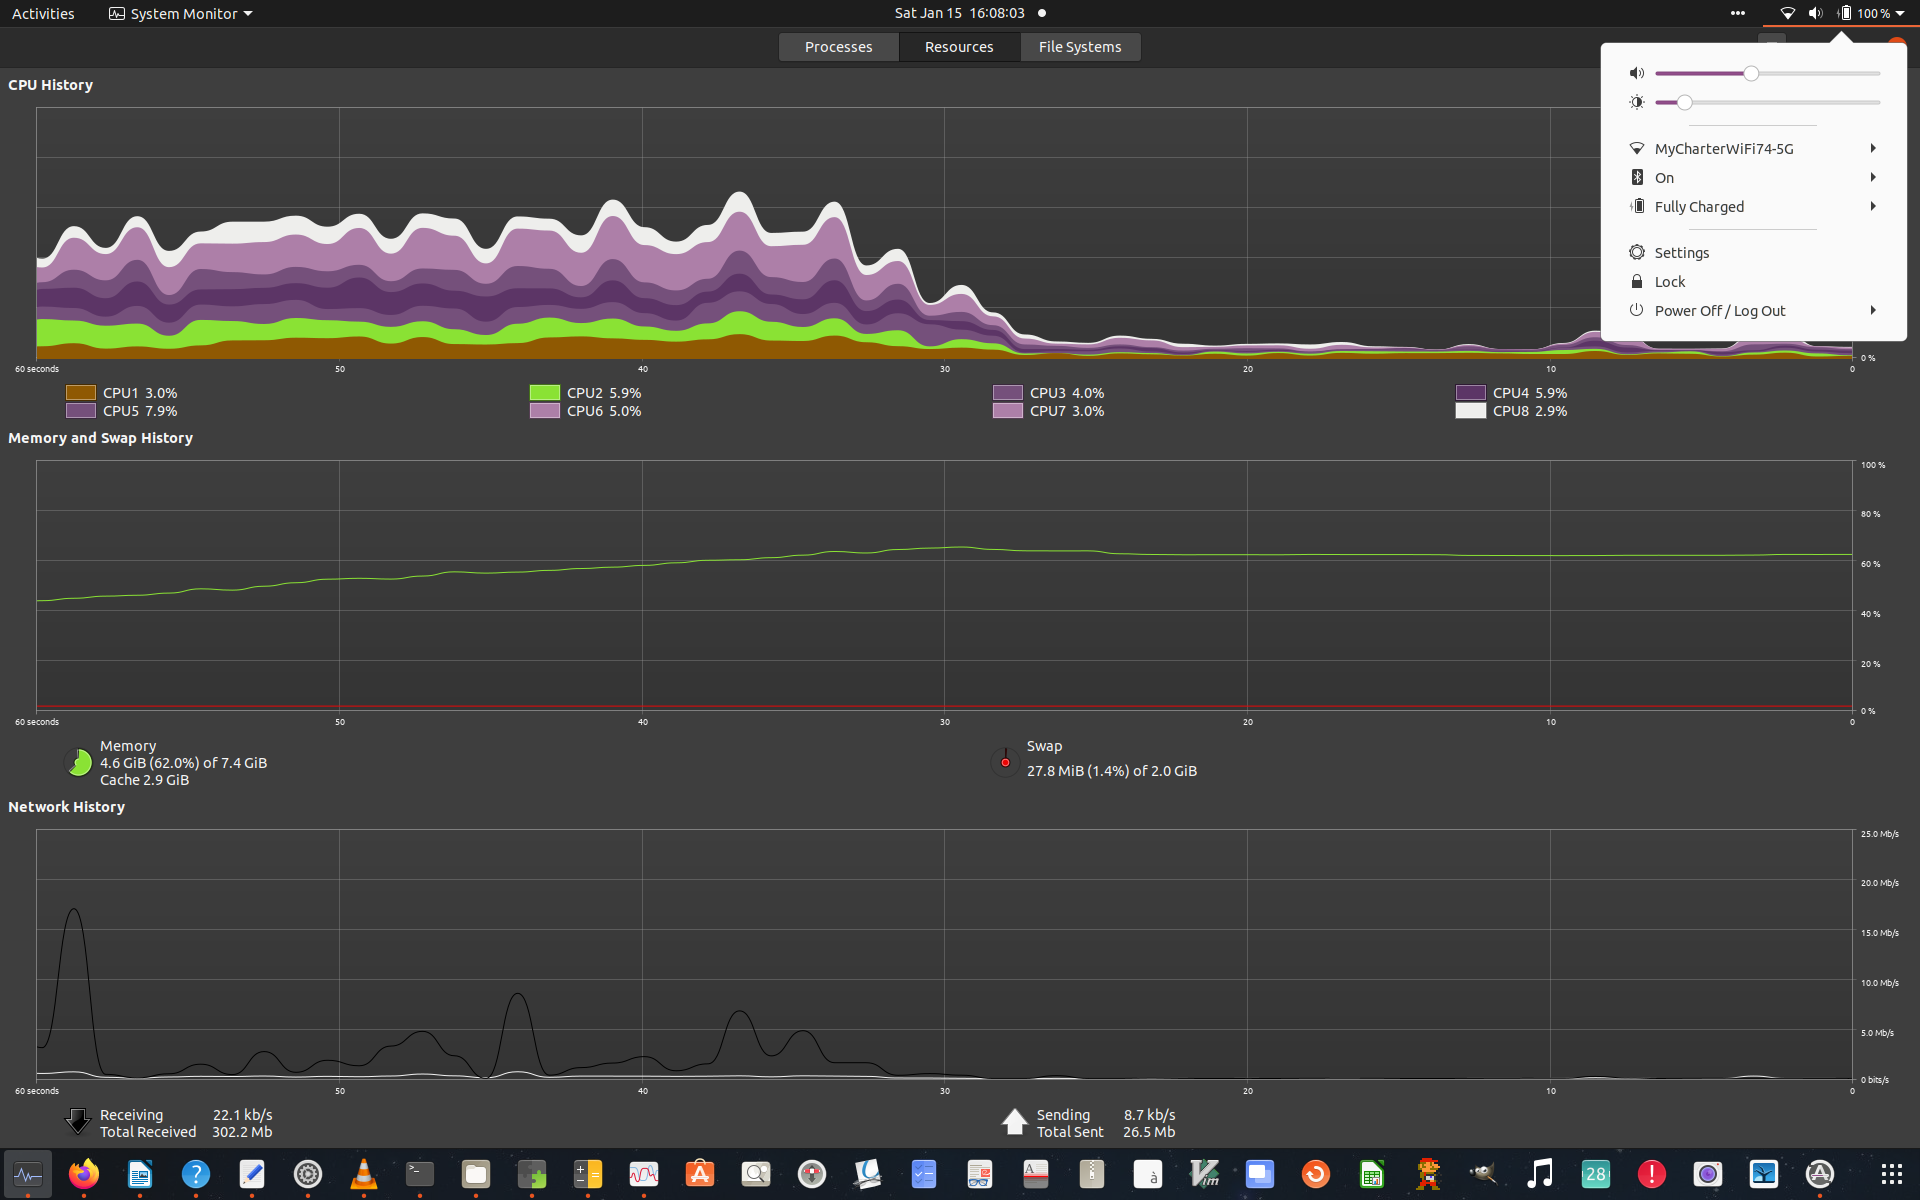 Activities
System Monitor
Sat Jan 15 16:08:03
100 %
Processes
Resources
File Systems
CPU History
MyCharterWiFi74-5G
On
Fully Charged
Settings
Lock
Power Off / Log Out
0 %
60 seconds 50 40 30 20 10 0
CPU1 3.0% CPU2 5.9% CPU3 4.0% CPU4 5.9%
CPU5 7.9% CPU6 5.0% CPU7 3.0% CPU8 2.9%
Memory and Swap History
100 %
80 %
60 %
40 %
20 %
0 %
60 seconds 50 40 30 20 10 0
Memory
4.6 GiB (62.0%) of 7.4 GiB
Cache 2.9 GiB
Swap
27.8 MiB (1.4%) of 2.0 GiB
Network History
25.0 Mb/s
20.0 Mb/s
15.0 Mb/s
10.0 Mb/s
5.0 Mb/s
0 bits/s
60 seconds 50 40 30 20 10 0
Receiving 22.1 kb/s
Total Received 302.2 Mb
Sending 8.7 kb/s
Total Sent 26.5 Mb
?
>_
A
à
Vim
28
!